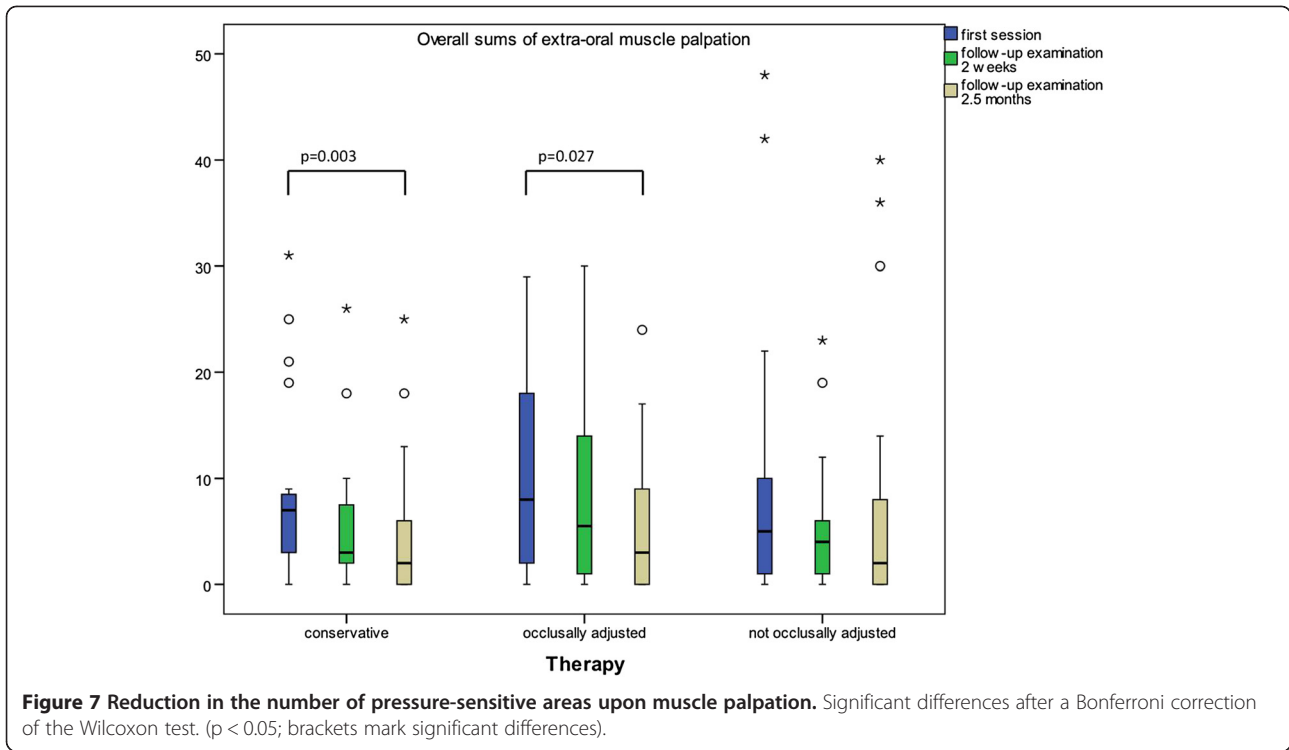 Overall sums of extra-oral muscle palpation
first session
follow-up examination
2 weeks
follow-up examination
2.5 months
50
40
30
20
10
0
p=0.003
p=0.027
conservative
occlusally adjusted
not occlusally adjusted
Therapy
Figure 7 Reduction in the number of pressure-sensitive areas upon muscle palpation. Significant differences after a Bonferroni correction
of the Wilcoxon test. (p < 0.05; brackets mark significant differences).